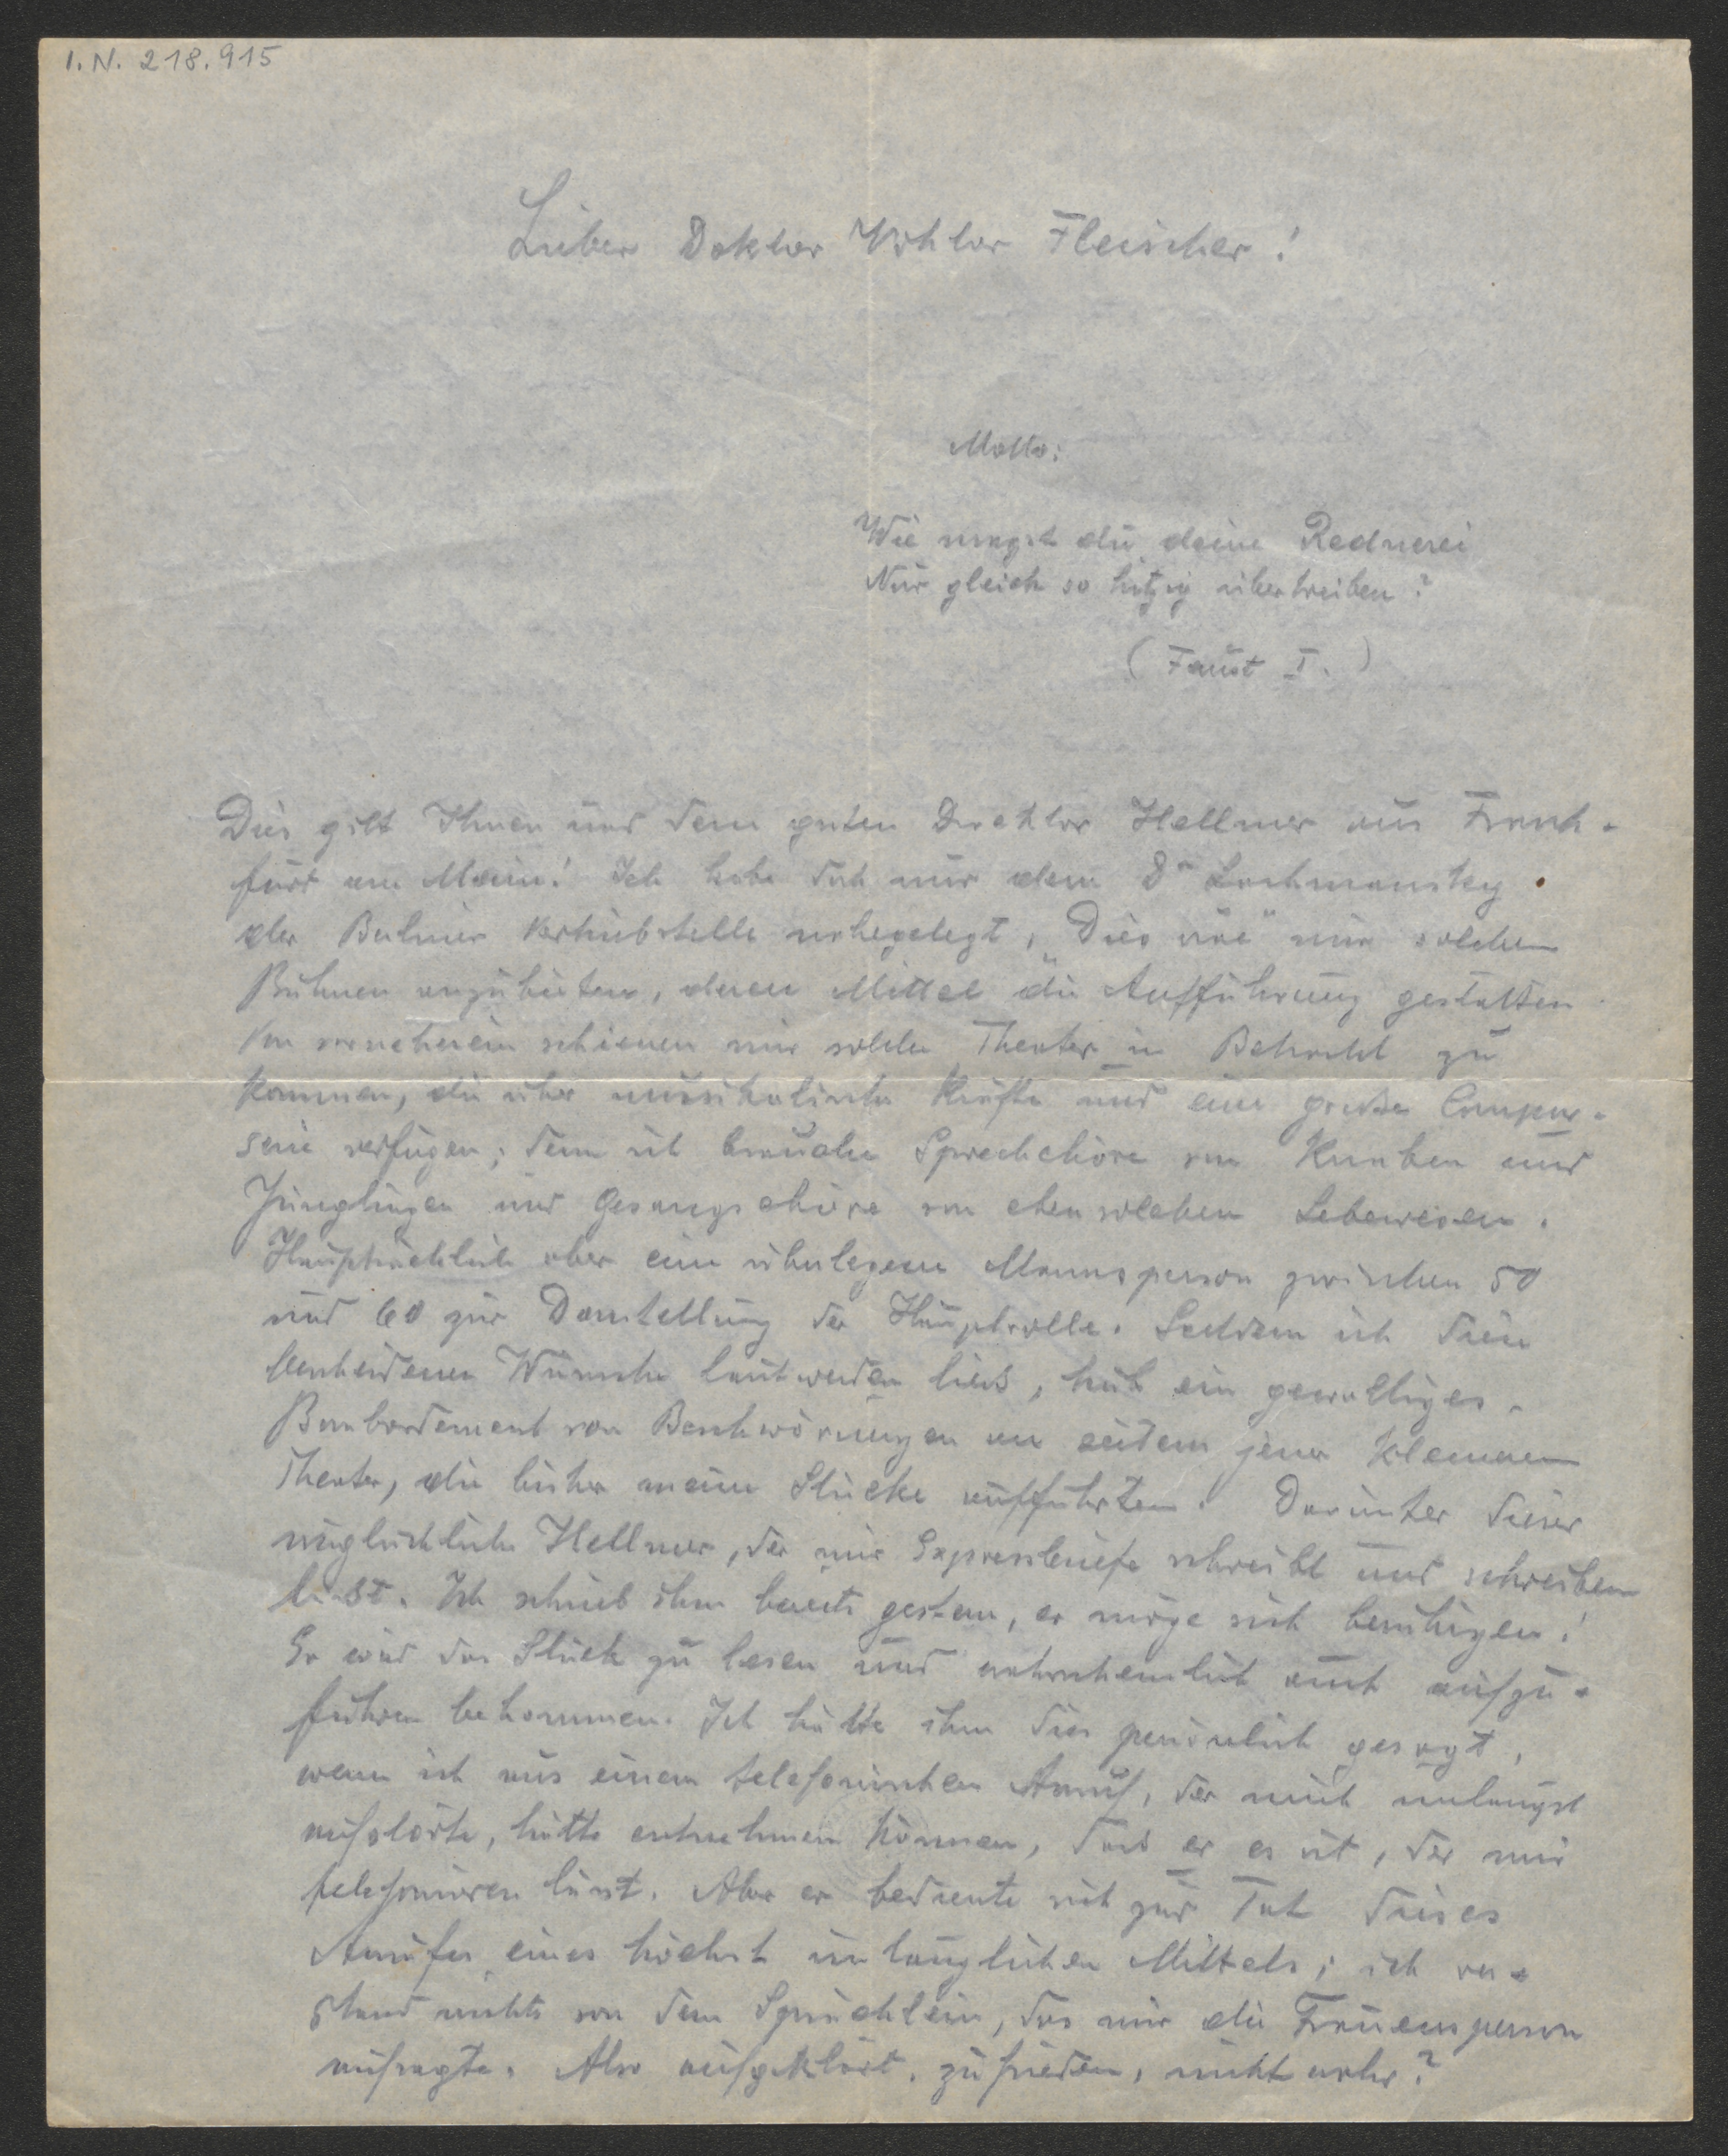 I.N. 218.915
Lieber Doktor Viktor Fleischer!
Motto:
Wie magst du deine Rednerei
Nur gleich so hitzig übertreiben?
(Faust I.)
Dies gilt Ihnen und dem guten Direktor Hellmer aus Frank-
furt am Main! Ich habe doch nur dem Dr
der Berliner Vertriebstelle nahegelegt, "Dies irae" nur solchen
Bühnen anzubieten, deren Mittel die Aufführung gestatten
Von vorneherein schienen mir solche Theater in Betracht zu
kommen, die über musikalische Kräfte und eine große Compar-
serie verfügen; denn ich brauche Sprechchöre von Knaben und
Jünglingen und Gesangschöre von ebensolchen Lebewesen.
Hauptsächlich aber eine überlegene Mannsperson zwischen 50
und 60 zur Darstellung der Hauptrolle. Seitdem ich diese
bescheidenen Wünsche lautwerden ließ, hub ein gewaltiges
Bombardement von Beschwörungen an seitens jener kleineren
Theater, die bisher meine Stücke aufführten. Darunter dieser
unglückliche Hellmer, der mir Expressbriefe schreibt und schreiben
läßt. Ich schrieb ihm bereits gestern, er möge sich beruhigen!
Er wird das Stück zu lesen und wahrscheinlich auch aufzu-
führen bekommen. Ich hätte ihm dies persönlich gesagt,
wenn ich aus einem telefonischen Anruf, der mich unlängst
aufstörte, hätte entnehmen können, daß er es ist, der mir
telefonieren lässt. Aber er bediente sich zur Tat dieses
Anrufes eines höchst untauglichen Mittels; ich ver-
stand nichts von dem Sprüchlein, das mir die Frauensperson
aufsagte. Also aufgeklärt, zufrieden, nicht wahr?